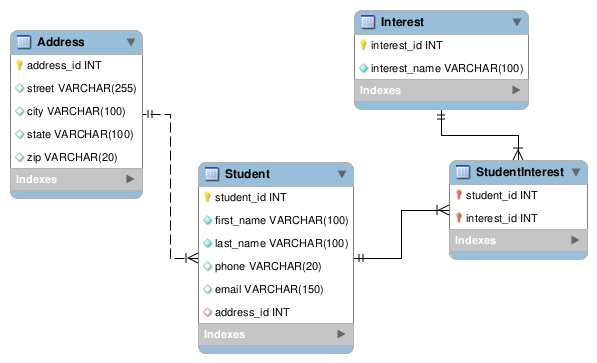 Address
address_id INT
street VARCHAR(255)
city VARCHAR(100)
state VARCHAR(100)
zip VARCHAR(20)
Indexes
Interest
interest_id INT
interest_name VARCHAR(100)
Indexes
Student
student_id INT
first_name VARCHAR(100)
last_name VARCHAR(100)
phone VARCHAR(20)
email VARCHAR(150)
address_id INT
Indexes
StudentInterest
student_id INT
interest_id INT
Indexes